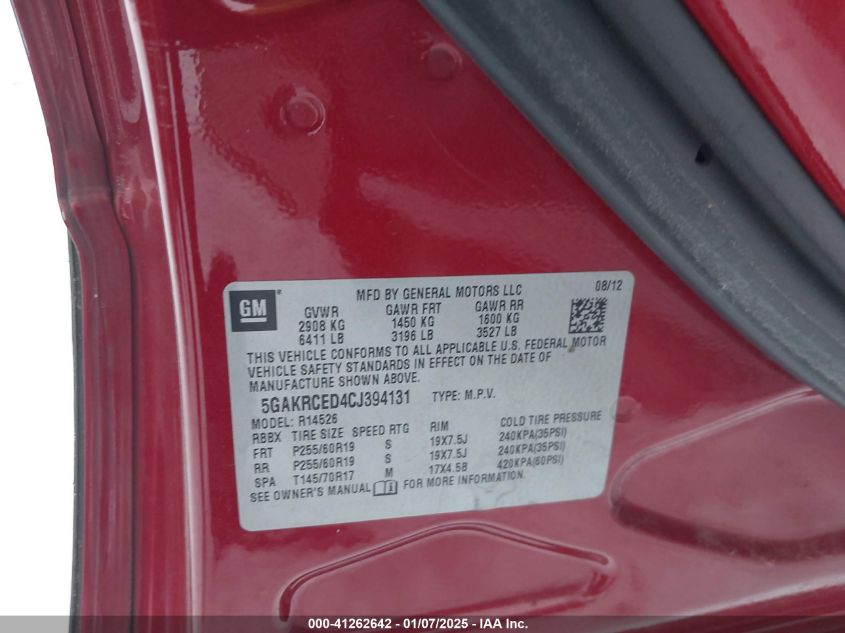 GM
MFD BY GENERAL MOTORS LLC 08/12
GVWR GAWR FRT GAWR RR
2908 KG 1450 KG 1600 KG
6411 LB 3196 LB 3527 LB
THIS VEHICLE CONFORMS TO ALL APPLICABLE U.S. FEDERAL MOTOR
VEHICLE SAFETY STANDARDS IN EFFECT ON THE DATE OF
MANUFACTURE SHOWN ABOVE.
5GAKRCED4CJ394131 TYPE: M.P.V.
MODEL: R14526
RBBX TIRE SIZE SPEED RTG RIM COLD TIRE PRESSURE
FRT P255/60R19 S 19X7.5J 240KPA(35PSI)
RR P255/60R19 S 19X7.5J 240KPA(35PSI)
SPA T145/70R17 M 17X4.5B 420KPA(60PSI)
SEE OWNER'S MANUAL FOR MORE INFORMATION.
000-41262642 - 01/07/2025 - IAA Inc.